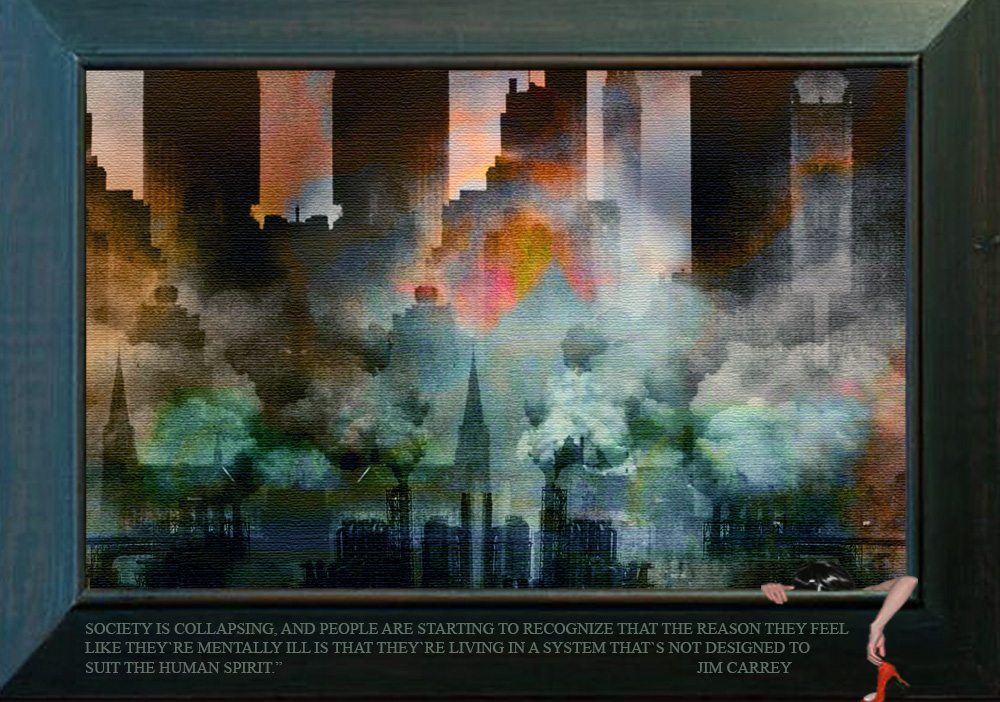 SOCIETY IS COLLAPSING, AND PEOPLE ARE STARTING TO RECOGNIZE THAT THE REASON THEY FEEL
LIKE THEY`RE MENTALLY ILL IS THAT THEY`RE LIVING IN A SYSTEM THAT`S NOT DESIGNED TO
SUIT THE HUMAN SPIRIT.” JIM CARREY